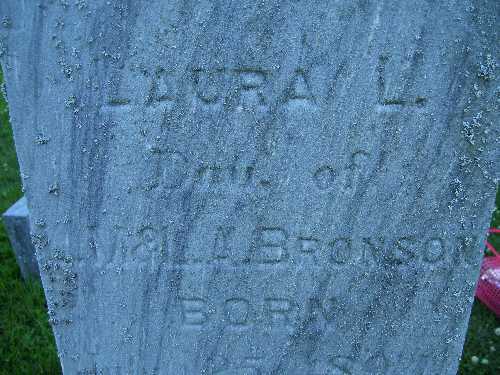 LAURA L.
Dau. of
M & L.A. BRONSON
BORN